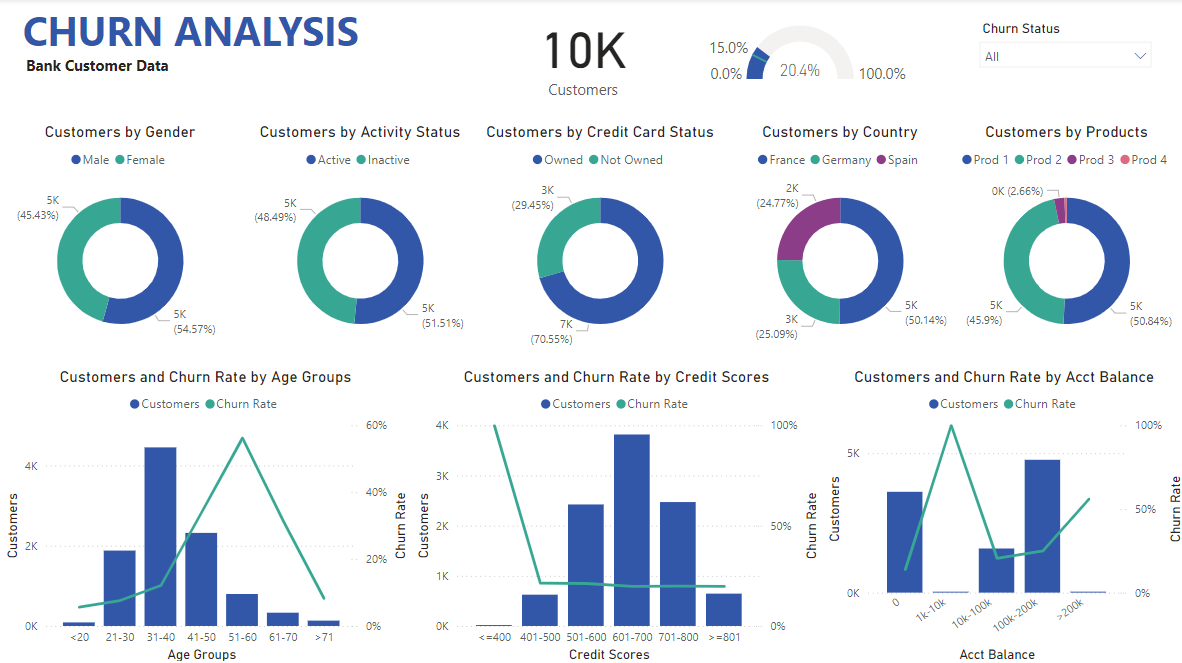 CHURN ANALYSIS
Bank Customer Data
10K
Customers
15.0%
0.0%
20.4%
100.0%
Churn Status
All
Customers by Gender
Male Female
5K
(45.43%)
5K
(54.57%)
Customers by Activity Status
Active Inactive
5K
(48.49%)
5K
(51.51%)
Customers by Credit Card Status
Owned Not Owned
3K
(29.45%)
7K
(70.55%)
Customers by Country
France Germany Spain
2K
(24.77%)
3K
(25.09%)
5K
(50.14%)
Customers by Products
Prod 1 Prod 2 Prod 3 Prod 4
0K (2.66%)
5K
(45.9%)
5K
(50.84%)
Customers and Churn Rate by Age Groups
Customers Churn Rate
Customers
4K
2K
0K
60%
40%
20%
0%
Churn Rate
<20 21-30 31-40 41-50 51-60 61-70 >71
Age Groups
Customers and Churn Rate by Credit Scores
Customers Churn Rate
Customers
4K
3K
2K
1K
0K
100%
50%
0%
Churn Rate
<=400 401-500 501-600 601-700 701-800 >=801
Credit Scores
Customers and Churn Rate by Acct Balance
Customers Churn Rate
Customers
5K
0K
100%
50%
0%
Churn Rate
0 1k-10k 10k-100k 100k-200k >200k
Acct Balance